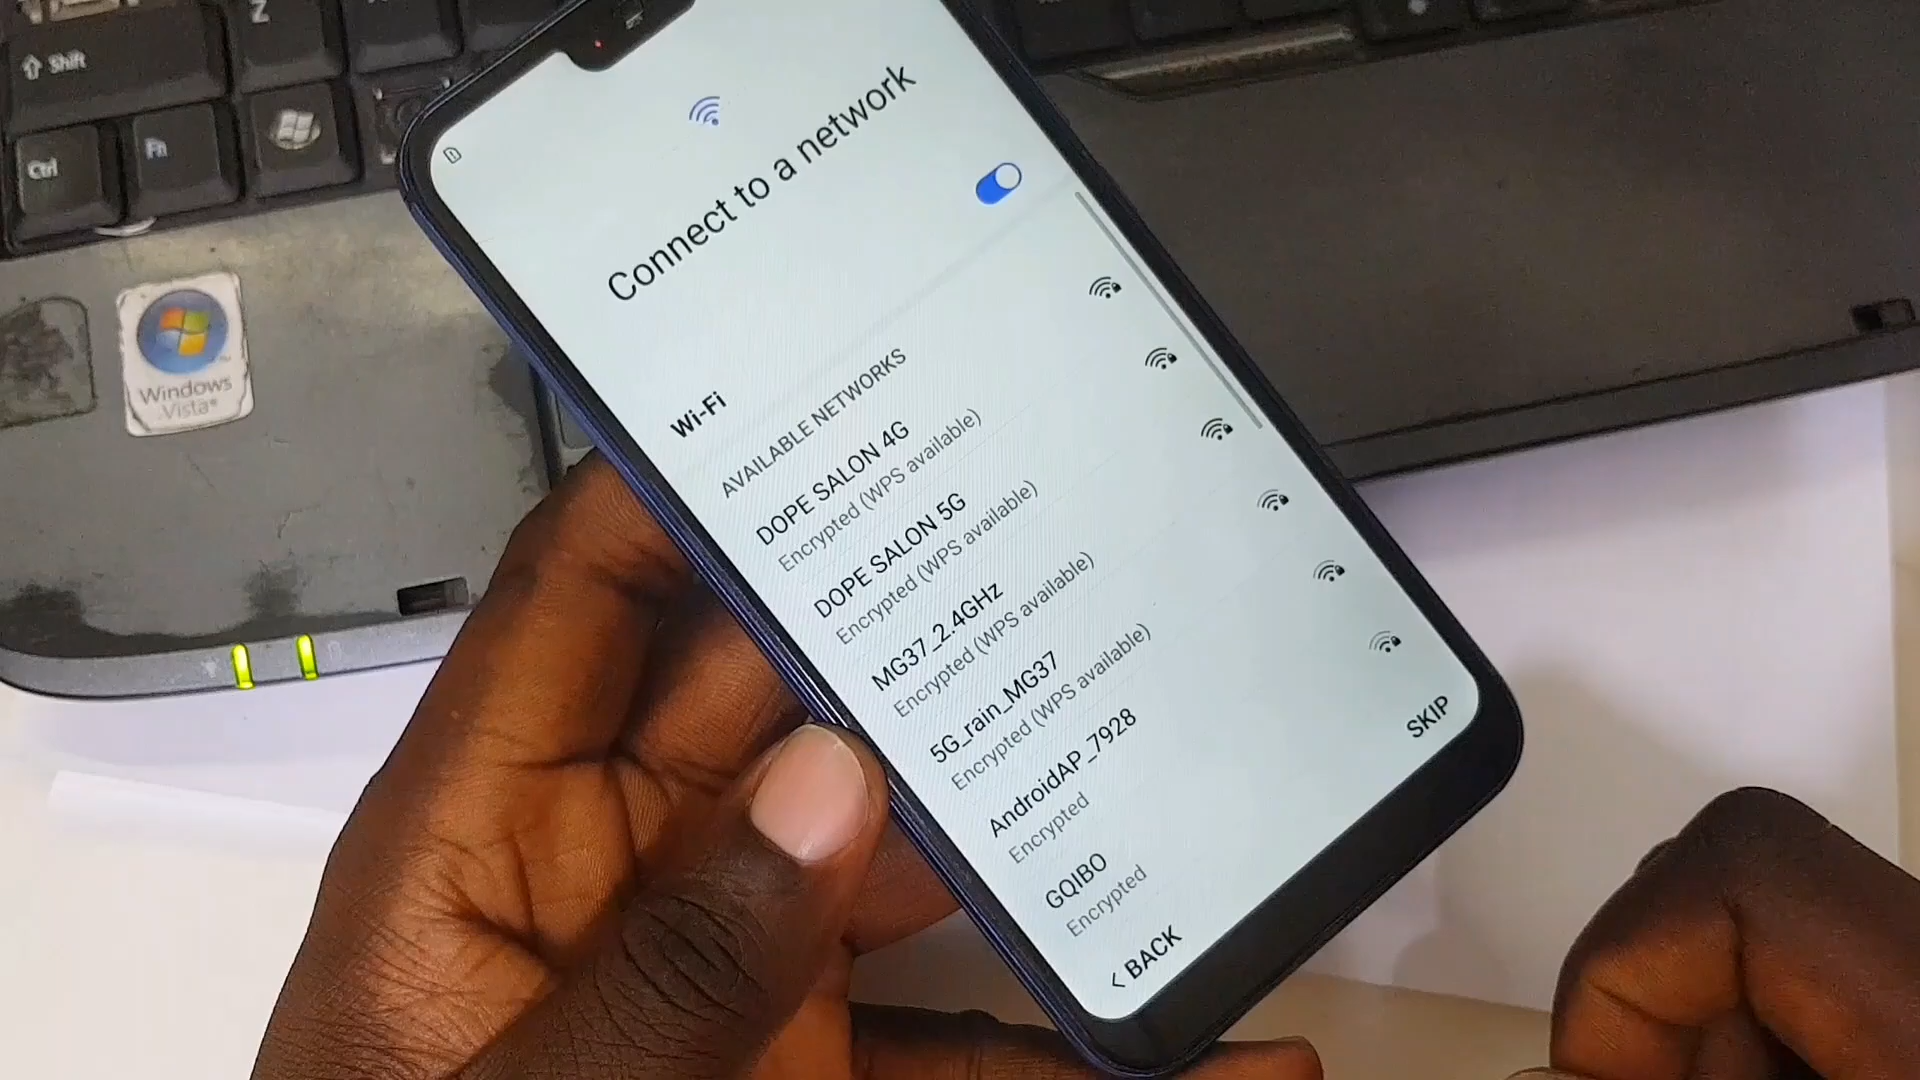 Z
Shift
Fn
Ctrl
Windows
Vista
Connect to a network
Wi-Fi
AVAILABLE NETWORKS
DOPE SALON 4G
Encrypted (WPS available)
DOPE SALON 5G
Encrypted (WPS available)
MG37_2.4GHz
Encrypted (WPS available)
5G_rain_MG37
Encrypted (WPS available)
AndroidAP_7928
Encrypted
GQIBO
Encrypted
< BACK
SKIP